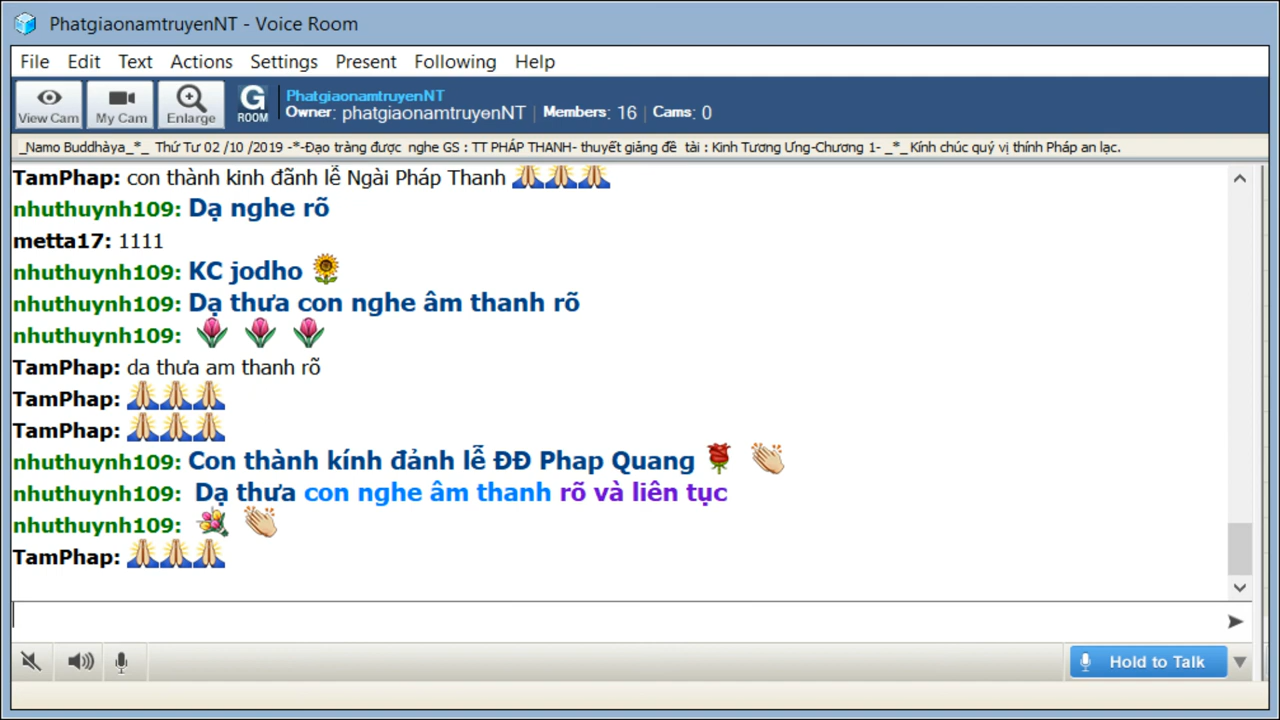 PhatgiaonamtruyenNT - Voice Room
File Edit Text Actions Settings Present Following Help
View Cam My Cam Enlarge G ROOM PhatgiaonamtruyenNT
Owner: phatgiaonamtruyenNT | Members: 16 | Cams: 0
_Namo Buddhàya_*_ Thứ Tư 02 /10 /2019 -*-Đạo tràng được nghe GS : TT PHÁP THANH- thuyết giảng đề tài : Kinh Tương Ưng-Chương 1- _*_ Kính chúc quý vị thính Pháp an lạc.
TamPhap: con thành kinh đãnh lễ Ngài Pháp Thanh
nhuthuynh109: Dạ nghe rõ
metta17: 1111
nhuthuynh109: KC jodho
nhuthuynh109: Dạ thưa con nghe âm thanh rõ
nhuthuynh109:
TamPhap: da thưa am thanh rõ
TamPhap:
TamPhap:
nhuthuynh109: Con thành kính đảnh lễ ĐĐ Phap Quang
nhuthuynh109: Dạ thưa con nghe âm thanh rõ và liên tục
nhuthuynh109:
TamPhap:
Hold to Talk